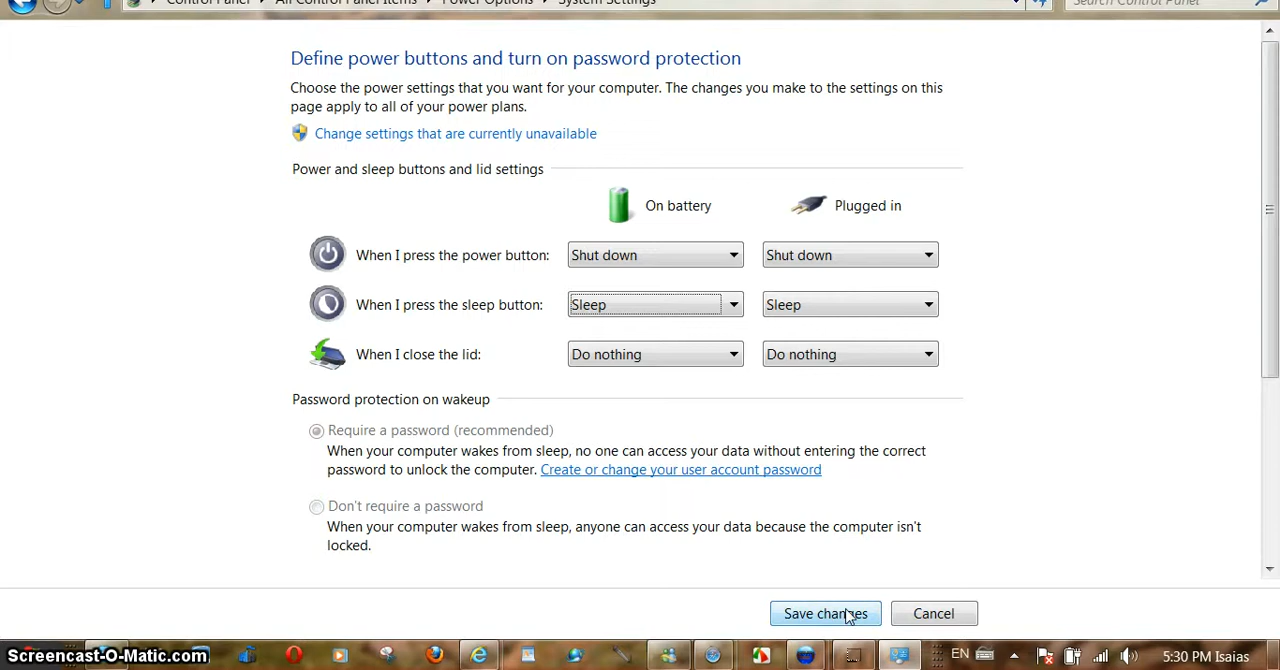 Control Panel All Control Panel Items Power Options System Settings Search Control Panel
Define power buttons and turn on password protection
Choose the power settings that you want for your computer. The changes you make to the settings on this
page apply to all of your power plans.
Change settings that are currently unavailable
Power and sleep buttons and lid settings
On battery Plugged in
When I press the power button: Shut down Shut down
When I press the sleep button: Sleep Sleep
When I close the lid: Do nothing Do nothing
Password protection on wakeup
Require a password (recommended)
When your computer wakes from sleep, no one can access your data without entering the correct
password to unlock the computer. Create or change your user account password
Don't require a password
When your computer wakes from sleep, anyone can access your data because the computer isn't
locked.
Save changes Cancel
Screencast-O-Matic.com EN 5:30 PM Isaias